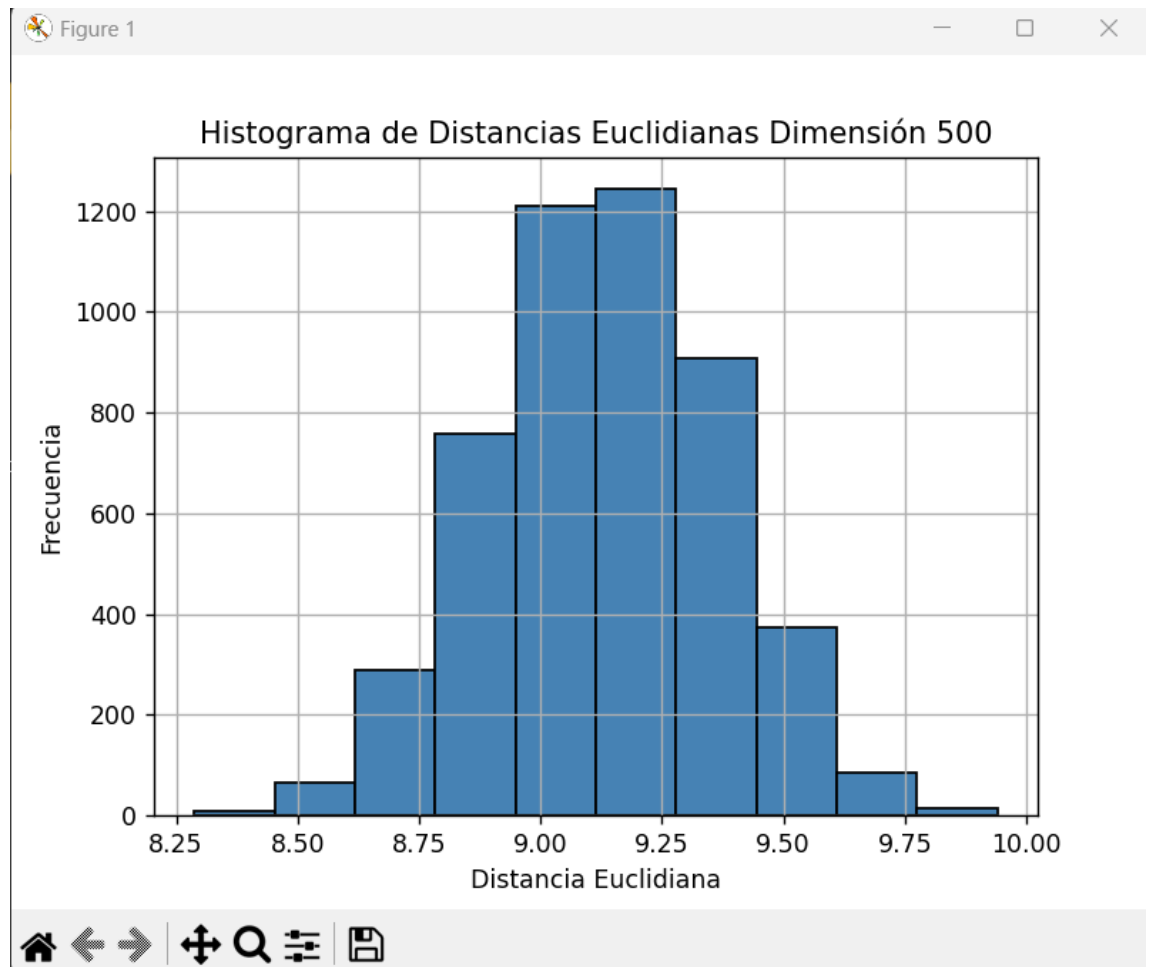 Figure 1
Histograma de Distancias Euclidianas Dimensión 500
1200
1000
800
600
400
200
0
Frecuencia
8.25 8.50 8.75 9.00 9.25 9.50 9.75 10.00
Distancia Euclidiana